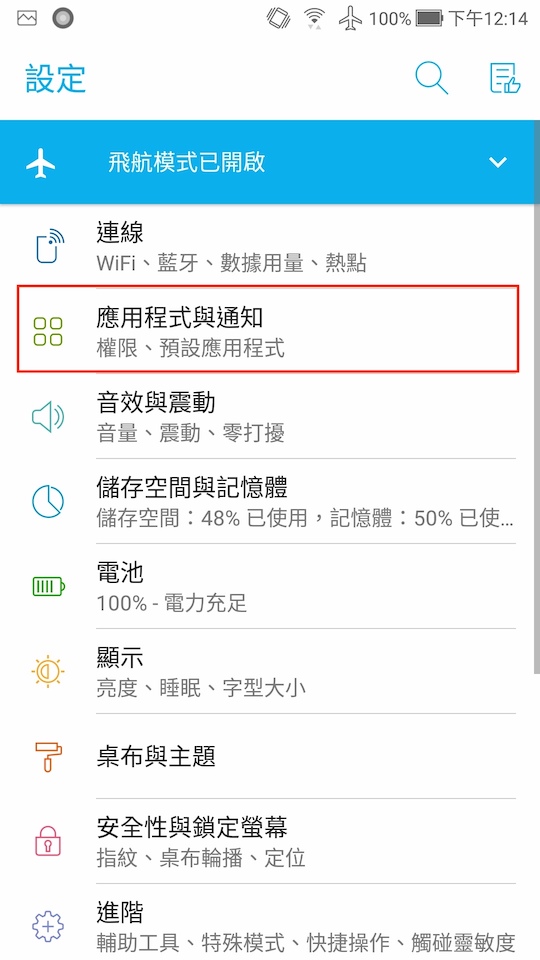 100% 下午12:14
設定
飛航模式已開啟
連線
WiFi、藍牙、數據用量、熱點
應用程式與通知
權限、預設應用程式
音效與震動
音量、震動、零打擾
儲存空間與記憶體
儲存空間：48% 已使用，記憶體：50% 已使...
電池
100% - 電力充足
顯示
亮度、睡眠、字型大小
桌布與主題
安全性與鎖定螢幕
指紋、桌布輪播、定位
進階
輔助工具、特殊模式、快捷操作、觸碰靈敏度